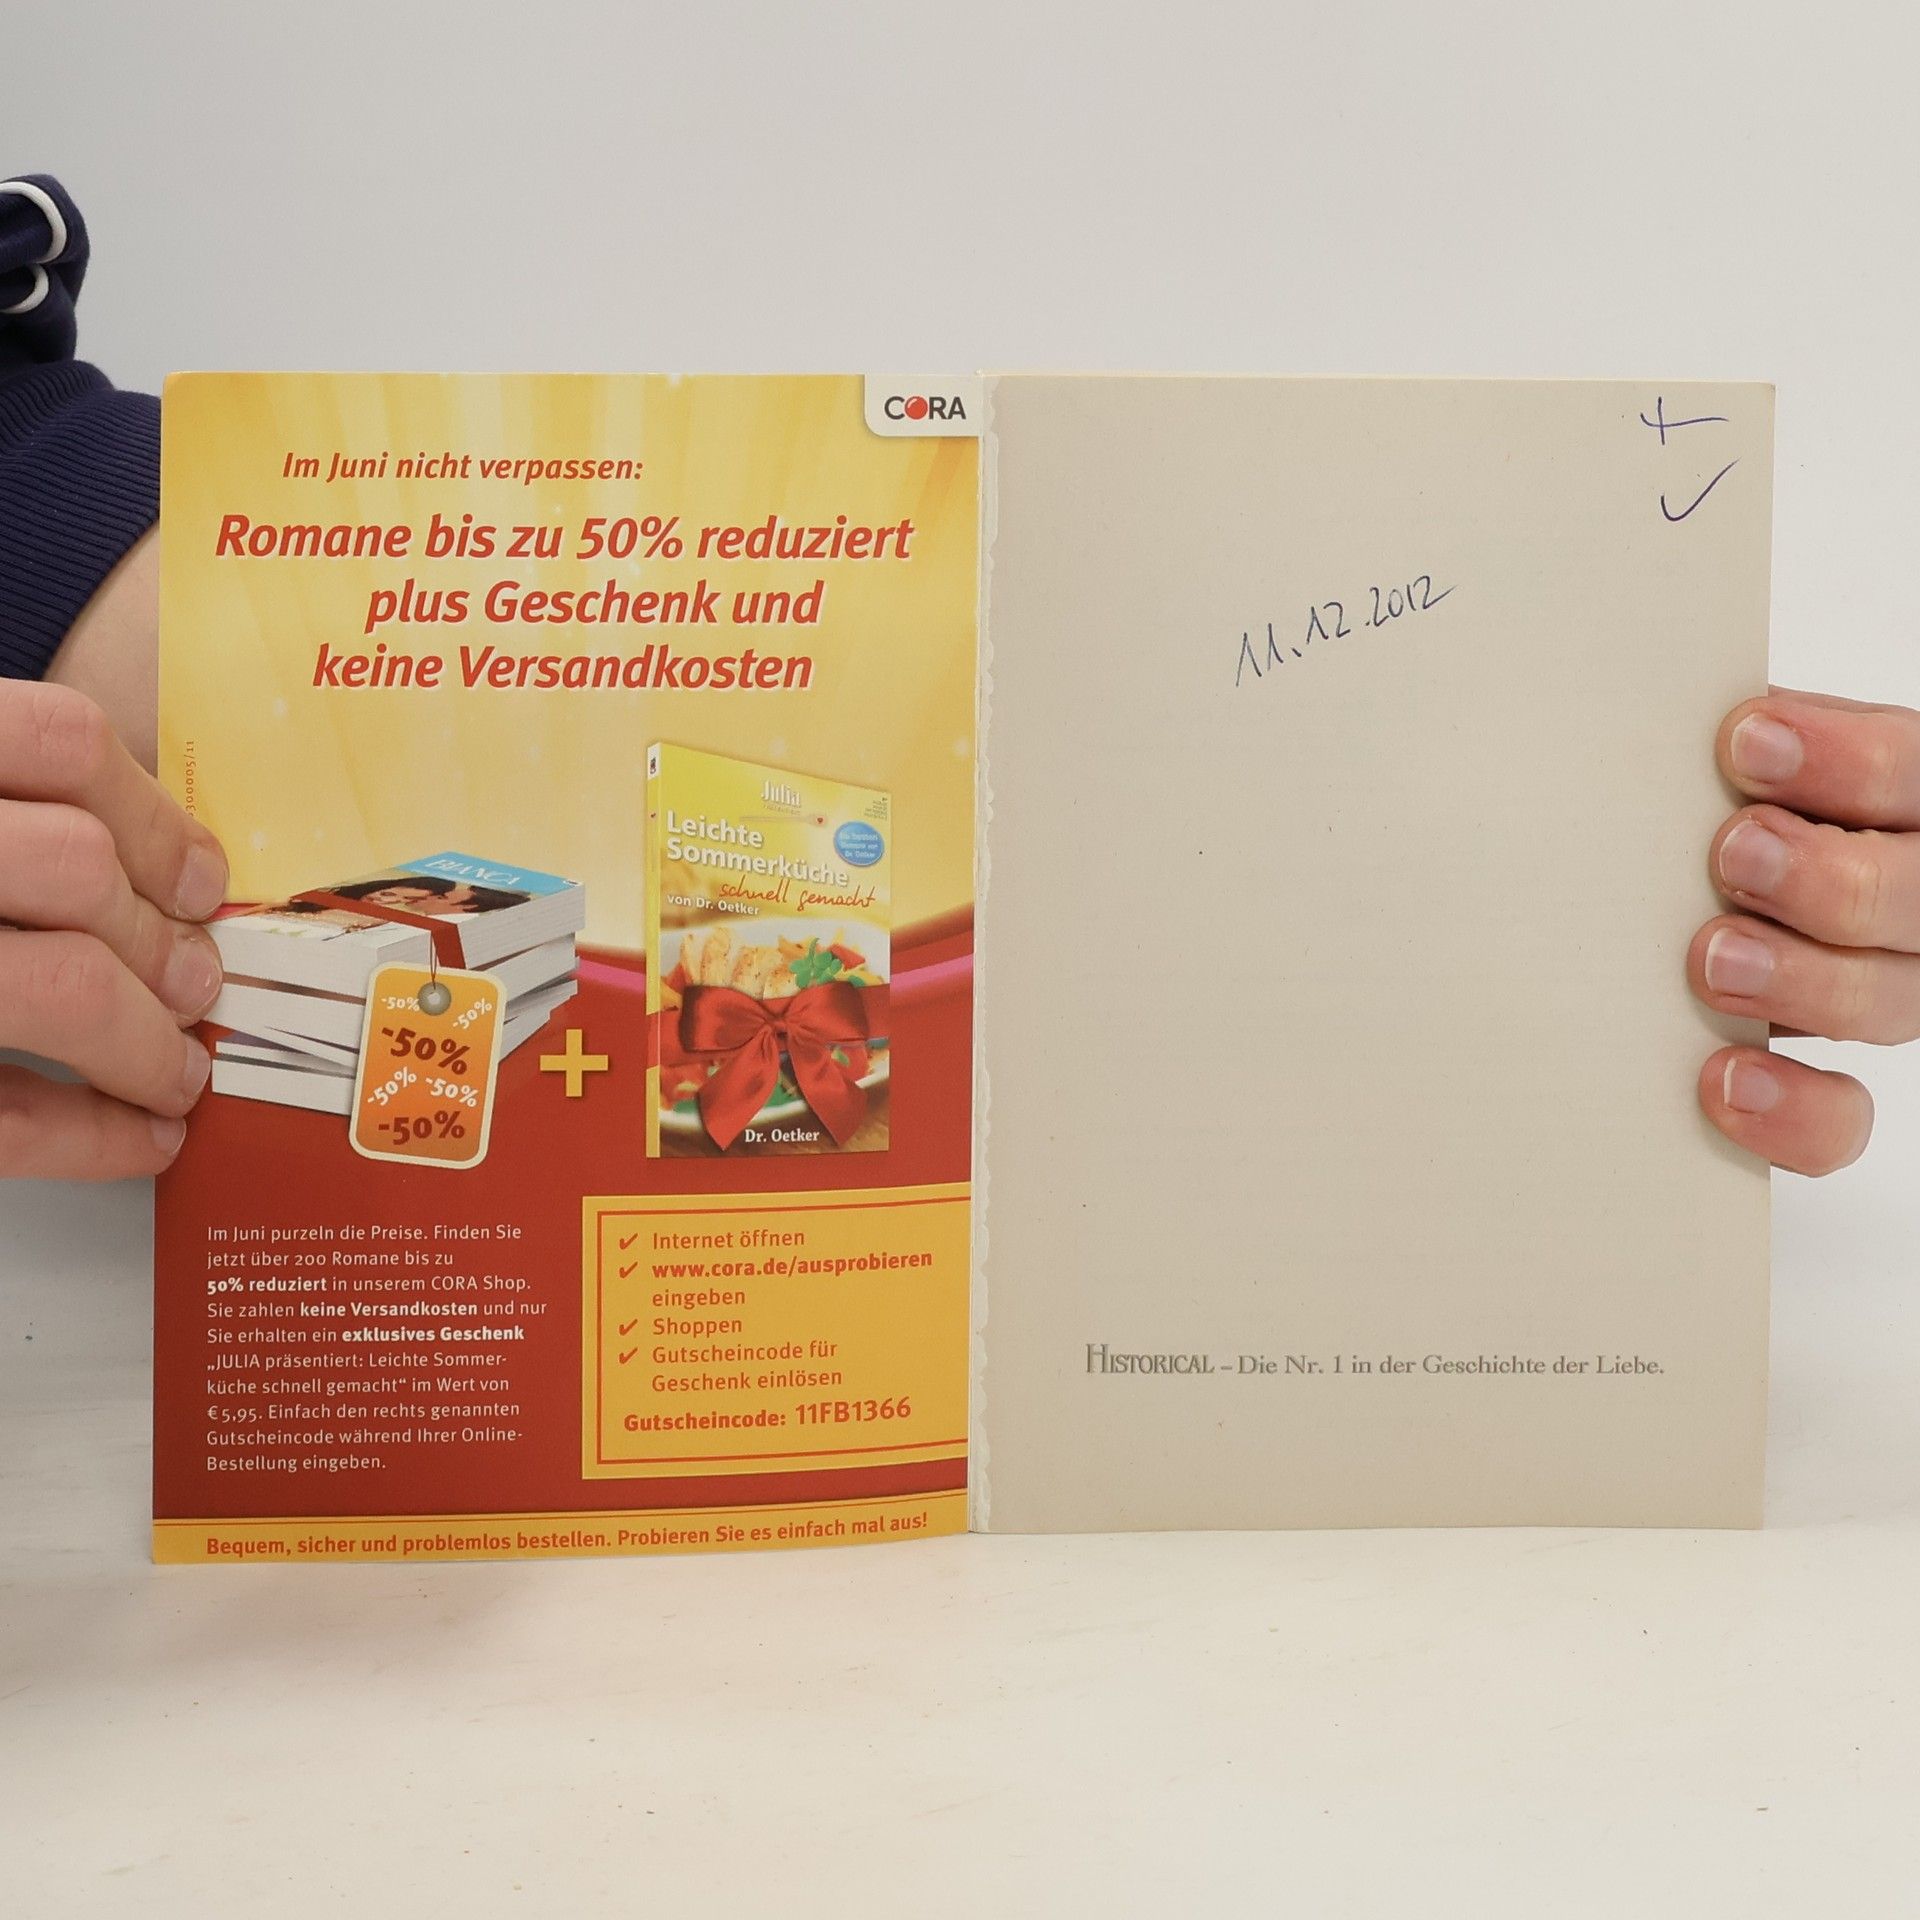 CORA
Im Juni nicht verpassen:
Romane bis zu 50% reduziert
plus Geschenk und
keine Versandkosten
300005/11
BIANCA
-50%
-50%
-50%
-50%
-50%
-50%
Julia
Leichte
Sommerküche
schnell gemacht
von Dr. Oetker
Dr. Oetker
Im Juni purzeln die Preise. Finden Sie
jetzt über 200 Romane bis zu
50% reduziert in unserem CORA Shop.
Sie zahlen keine Versandkosten und nur
Sie erhalten ein exklusives Geschenk
„JULIA präsentiert: Leichte Sommer-
küche schnell gemacht“ im Wert von
€ 5,95. Einfach den rechts genannten
Gutscheincode während Ihrer Online-
Bestellung eingeben.
✔ Internet öffnen
✔ www.cora.de/ausprobieren
eingeben
✔ Shoppen
✔ Gutscheincode für
Geschenk einlösen
Gutscheincode: 11FB1366
Bequem, sicher und problemlos bestellen. Probieren Sie es einfach mal aus!
11.12.2012
HISTORICAL – Die Nr. 1 in der Geschichte der Liebe.